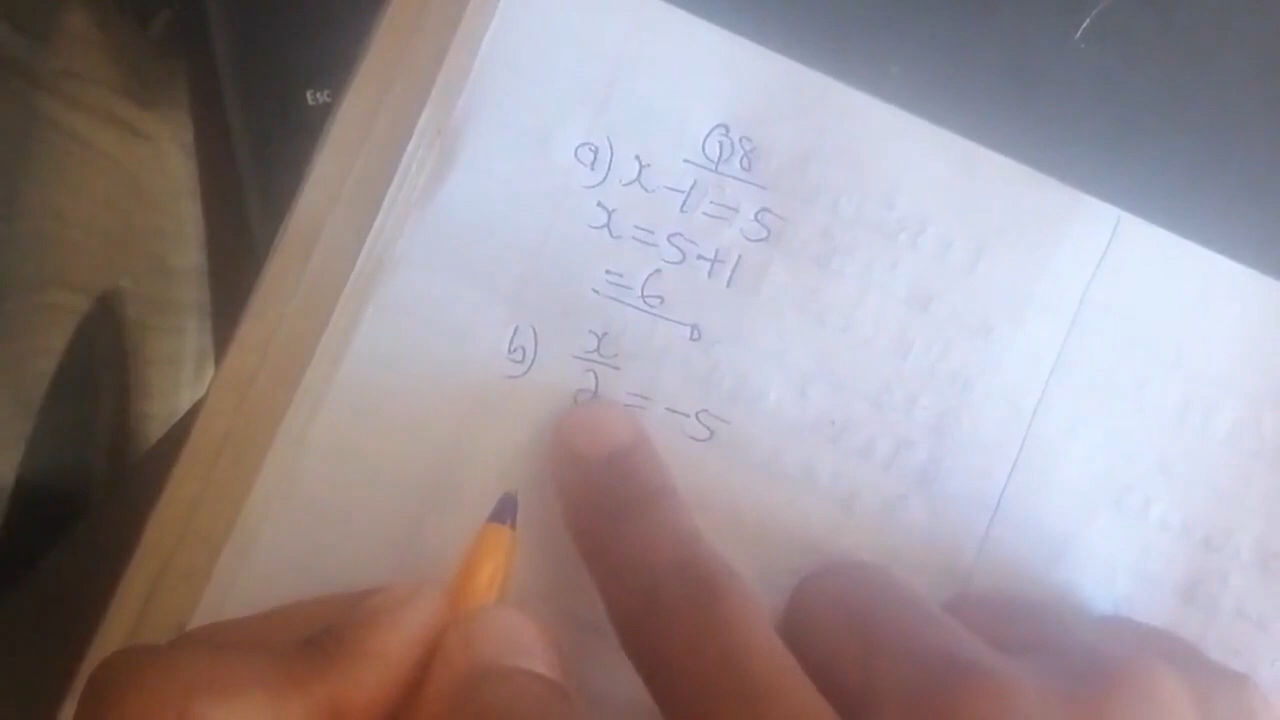 Esc
Q8
a) x-1=5
x=5+1
=6
b) x/2 = -5